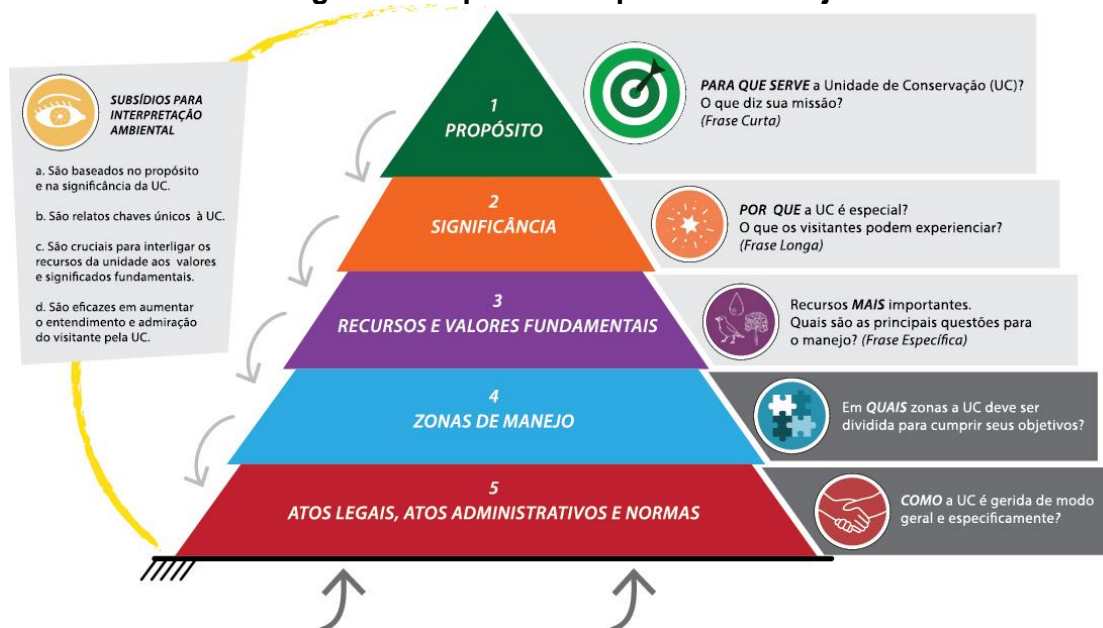 SUBSÍDIOS PARA
INTERPRETAÇÃO
AMBIENTAL
a. São baseados no propósito
e na significância da UC.
b. São relatos chaves únicos à UC.
c. São cruciais para interligar os
recursos da unidade aos valores
e significados fundamentais.
d. São eficazes em aumentar
o entendimento e admiração
do visitante pela UC.
1
PROPÓSITO
PARA QUE SERVE a Unidade de Conservação (UC)?
O que diz sua missão?
(Frase Curta)
2
SIGNIFICÂNCIA
POR QUE a UC é especial?
O que os visitantes podem experienciar?
(Frase Longa)
3
RECURSOS E VALORES FUNDAMENTAIS
Recursos MAIS importantes.
Quais são as principais questões para
o manejo? (Frase Específica)
4
ZONAS DE MANEJO
Em QUAIS zonas a UC deve ser
dividida para cumprir seus objetivos?
5
ATOS LEGAIS, ATOS ADMINISTRATIVOS E NORMAS
COMO a UC é gerida de modo
geral e especificamente?